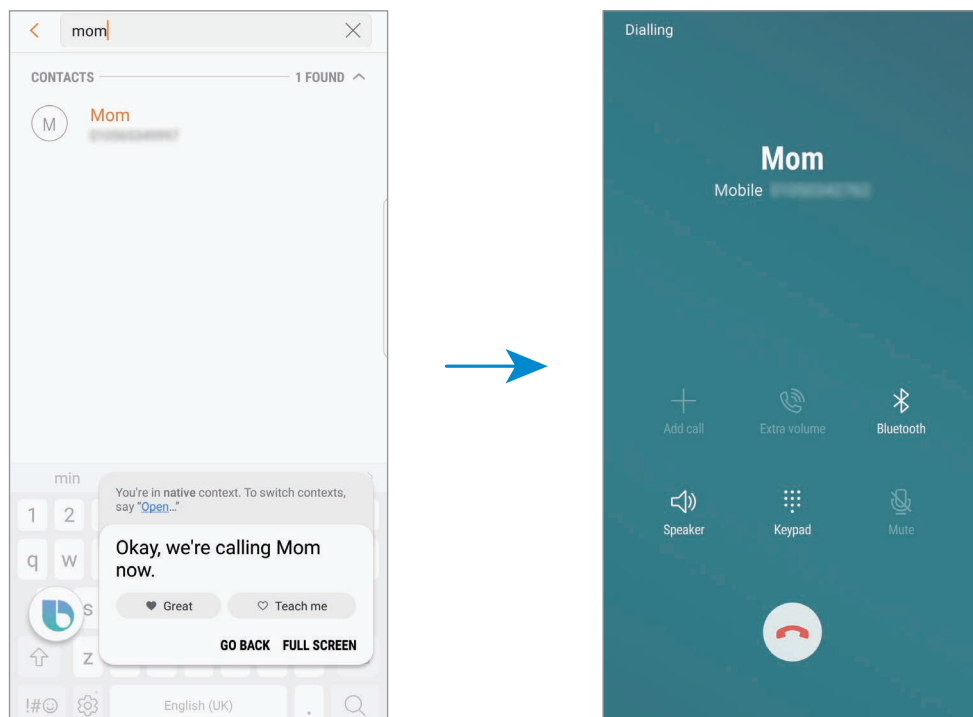 mom
CONTACTS 1 FOUND
M Mom
min
You're in native context. To switch contexts,
say "Open..."
1 2
Okay, we're calling Mom
now.
q w
Great Teach me
s
GO BACK FULL SCREEN
z
!#☺ English (UK) .
Dialling
Mom
Mobile
Add call Extra volume Bluetooth
Speaker Keypad Mute